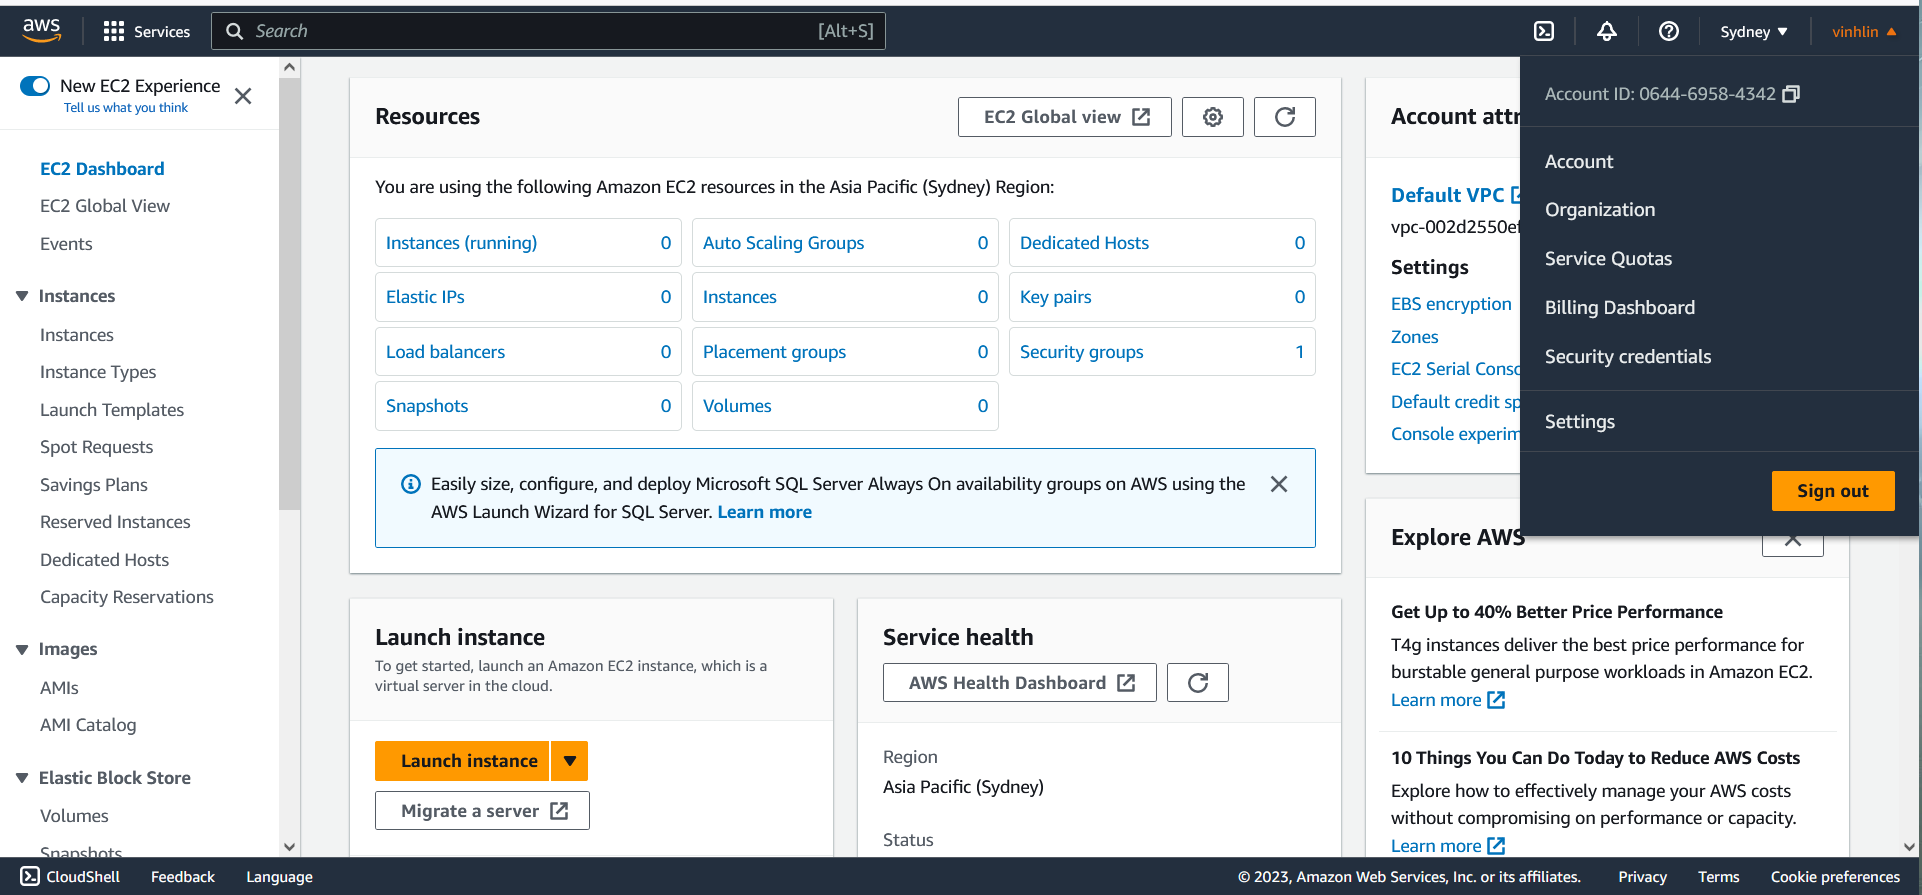 aws
Services
Search
[Alt+S]
Sydney ▼
vinhlin ▲
New EC2 Experience
Tell us what you think
EC2 Dashboard
EC2 Global View
Events
Instances
Instances
Instance Types
Launch Templates
Spot Requests
Savings Plans
Reserved Instances
Dedicated Hosts
Capacity Reservations
Images
AMIs
AMI Catalog
Elastic Block Store
Volumes
Snapshots
Resources
EC2 Global view
You are using the following Amazon EC2 resources in the Asia Pacific (Sydney) Region:
Instances (running) 0
Auto Scaling Groups 0
Dedicated Hosts 0
Elastic IPs 0
Instances 0
Key pairs 0
Load balancers 0
Placement groups 0
Security groups 1
Snapshots 0
Volumes 0
Easily size, configure, and deploy Microsoft SQL Server Always On availability groups on AWS using the
AWS Launch Wizard for SQL Server. Learn more
Launch instance
To get started, launch an Amazon EC2 instance, which is a
virtual server in the cloud.
Launch instance
Migrate a server
Service health
AWS Health Dashboard
Region
Asia Pacific (Sydney)
Status
Account attr
Default VPC
vpc-002d2550ef
Settings
EBS encryption
Zones
EC2 Serial Conso
Default credit sp
Console experim
Account ID: 0644-6958-4342
Account
Organization
Service Quotas
Billing Dashboard
Security credentials
Settings
Sign out
Explore AWS
Get Up to 40% Better Price Performance
T4g instances deliver the best price performance for
burstable general purpose workloads in Amazon EC2.
Learn more
10 Things You Can Do Today to Reduce AWS Costs
Explore how to effectively manage your AWS costs
without compromising on performance or capacity.
Learn more
CloudShell
Feedback
Language
© 2023, Amazon Web Services, Inc. or its affiliates.
Privacy
Terms
Cookie preferences